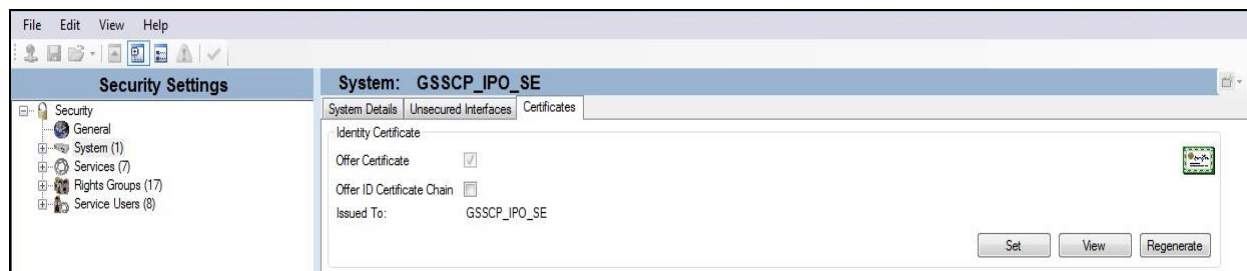 File Edit View Help
Security Settings
System: GSSCP_IPO_SE
Security
General
System (1)
Services (7)
Rights Groups (17)
Service Users (8)
System Details Unsecured Interfaces Certificates
Identity Certificate
Offer Certificate
Offer ID Certificate Chain
Issued To: GSSCP_IPO_SE
Set View Regenerate